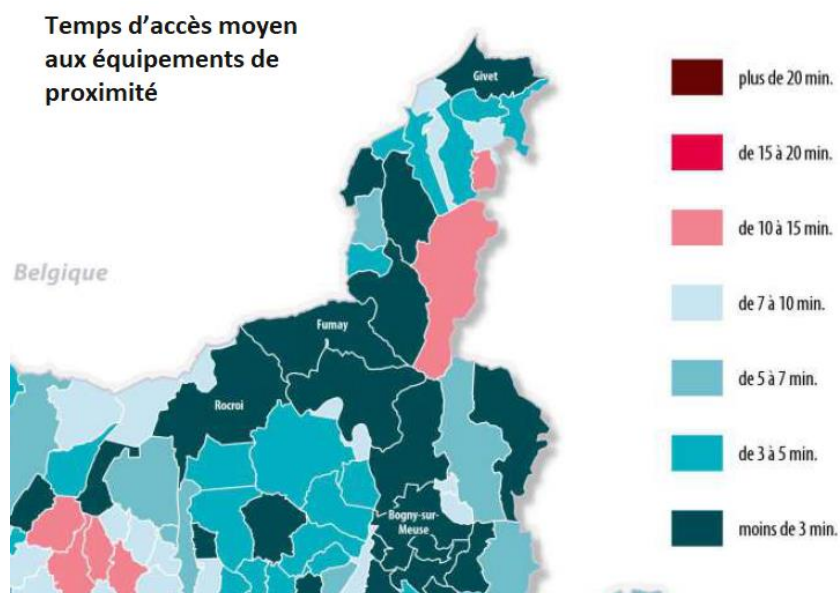 Temps d’accès moyen
aux équipements de
proximité
Givet
plus de 20 min.
de 15 à 20 min.
de 10 à 15 min.
Belgique
de 7 à 10 min.
Fumay
de 5 à 7 min.
Rocroi
de 3 à 5 min.
Bogny-sur-
Meuse
moins de 3 min.